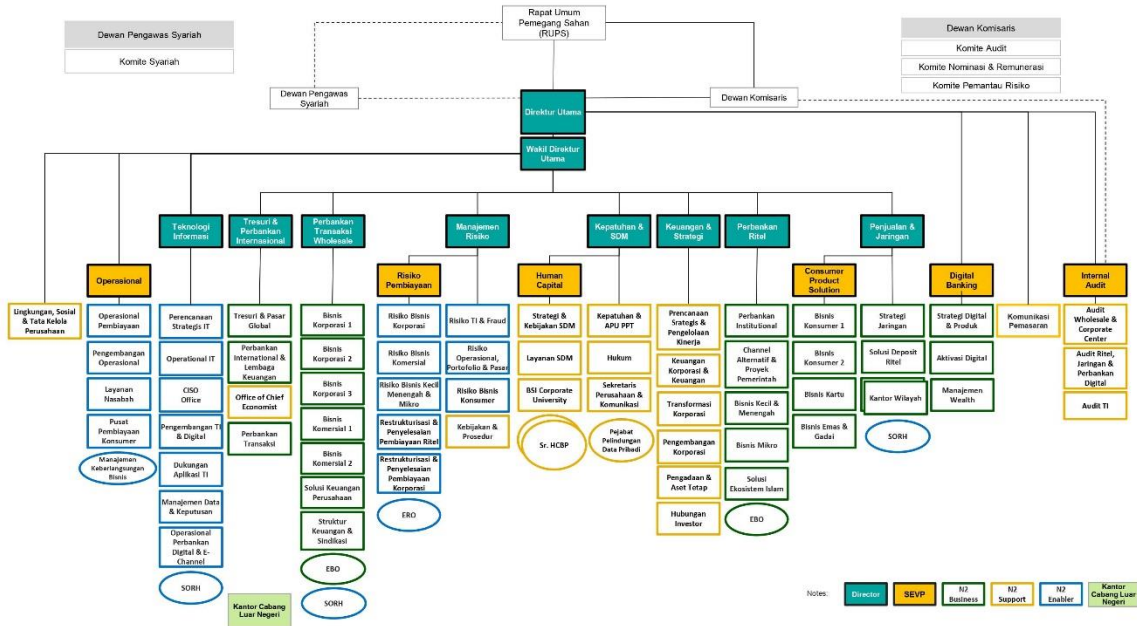 Rapat Umum
Pemegang Sahan
(RUPS)
Dewan Pengawas Syariah
Komite Syariah
Dewan Komisaris
Komite Audit
Komite Nominasi & Remunerasi
Komite Pemantau Risiko
Dewan Pengawas
Syariah
Dewan Komisaris
Direktur Utama
Wakil Direktur
Utama
Teknologi
Informasi
Tresuri &
Perbankan
Internasional
Perbankan
Transaksi
Wholesale
Manajemen
Risiko
Kepatuhan &
SDM
Keuangan &
Strategi
Perbankan
Ritel
Penjualan &
Jaringan
Operasional
Risiko
Pembiayaan
Human
Capital
Consumer
Product
Solution
Digital
Banking
Internal
Audit
Lingkungan, Sosial
& Tata Kelola
Perusahaan
Operasional
Pembiayaan
Pengembangan
Operasional
Layanan
Nasabah
Pusat
Pembiayaan
Konsumer
Manajemen
Keberlangsungan
Bisnis
Perencanaan
Strategis IT
Operational IT
CISO
Office
Pengembangan TI
& Digital
Dukungan
Aplikasi TI
Manajemen Data
& Keputusan
Operasional
Perbankan
Digital & E-
Channel
SORH
Tresuri & Pasar
Global
Perbankan
International &
Lembaga
Keuangan
Office of Chief
Economist
Perbankan
Transaksi
Kantor Cabang
Luar Negeri
Bisnis
Korporasi 1
Bisnis
Korporasi 2
Bisnis
Korporasi 3
Bisnis
Komersial 1
Bisnis
Komersial 2
Solusi Keuangan
Perusahaan
Struktur
Keuangan &
Sindikasi
EBO
SORH
Risiko Bisnis
Korporasi
Risiko Bisnis
Komersial
Risiko Bisnis Kecil
Menengah &
Mikro
Restrukturisasi &
Penyelesaian
Pembiayaan Ritel
Restrukturisasi &
Penyelesaian
Pembiayaan
Korporasi
ERO
Risiko TI & Fraud
Risiko
Operasional,
Portofolio & Pasar
Risiko Bisnis
Konsumer
Kebijakan &
Prosedur
Strategi &
Kebijakan SDM
Layanan SDM
BSI Corporate
University
Sr. HCBP
Kepatuhan &
APU PPT
Hukum
Sekretaris
Perusahaan &
Komunikasi
Pejabat
Pelindungan
Data Pribadi
Prencanaan
Srategis &
Pengelolaan
Kinerja
Keuangan
Korporasi &
Keuangan
Transformasi
Korporasi
Pengembangan
Korporasi
Pengadaan &
Aset Tetap
Hubungan
Investor
Perbankan
Institutional
Channel
Alternatif &
Proyek
Pemerintah
Bisnis Kecil &
Menengah
Bisnis Mikro
Solusi
Ekosistem Islam
EBO
Bisnis
Konsumer 1
Bisnis
Konsumer 2
Bisnis Kartu
Bisnis Emas &
Gadai
Strategi
Jaringan
Solusi Deposit
Ritel
Kantor Wilayah
SORH
Strategi Digital
& Produk
Aktivasi Digital
Manajemen
Wealth
Komunikasi
Pemasaran
Audit
Wholesale &
Corporate
Center
Audit Ritel,
Jaringan &
Perbankan
Digital
Audit TI
Notes:
Director
SEVP
N2
Business
N2
Support
N2
Enabler
Kantor
Cabang Luar
Negeri